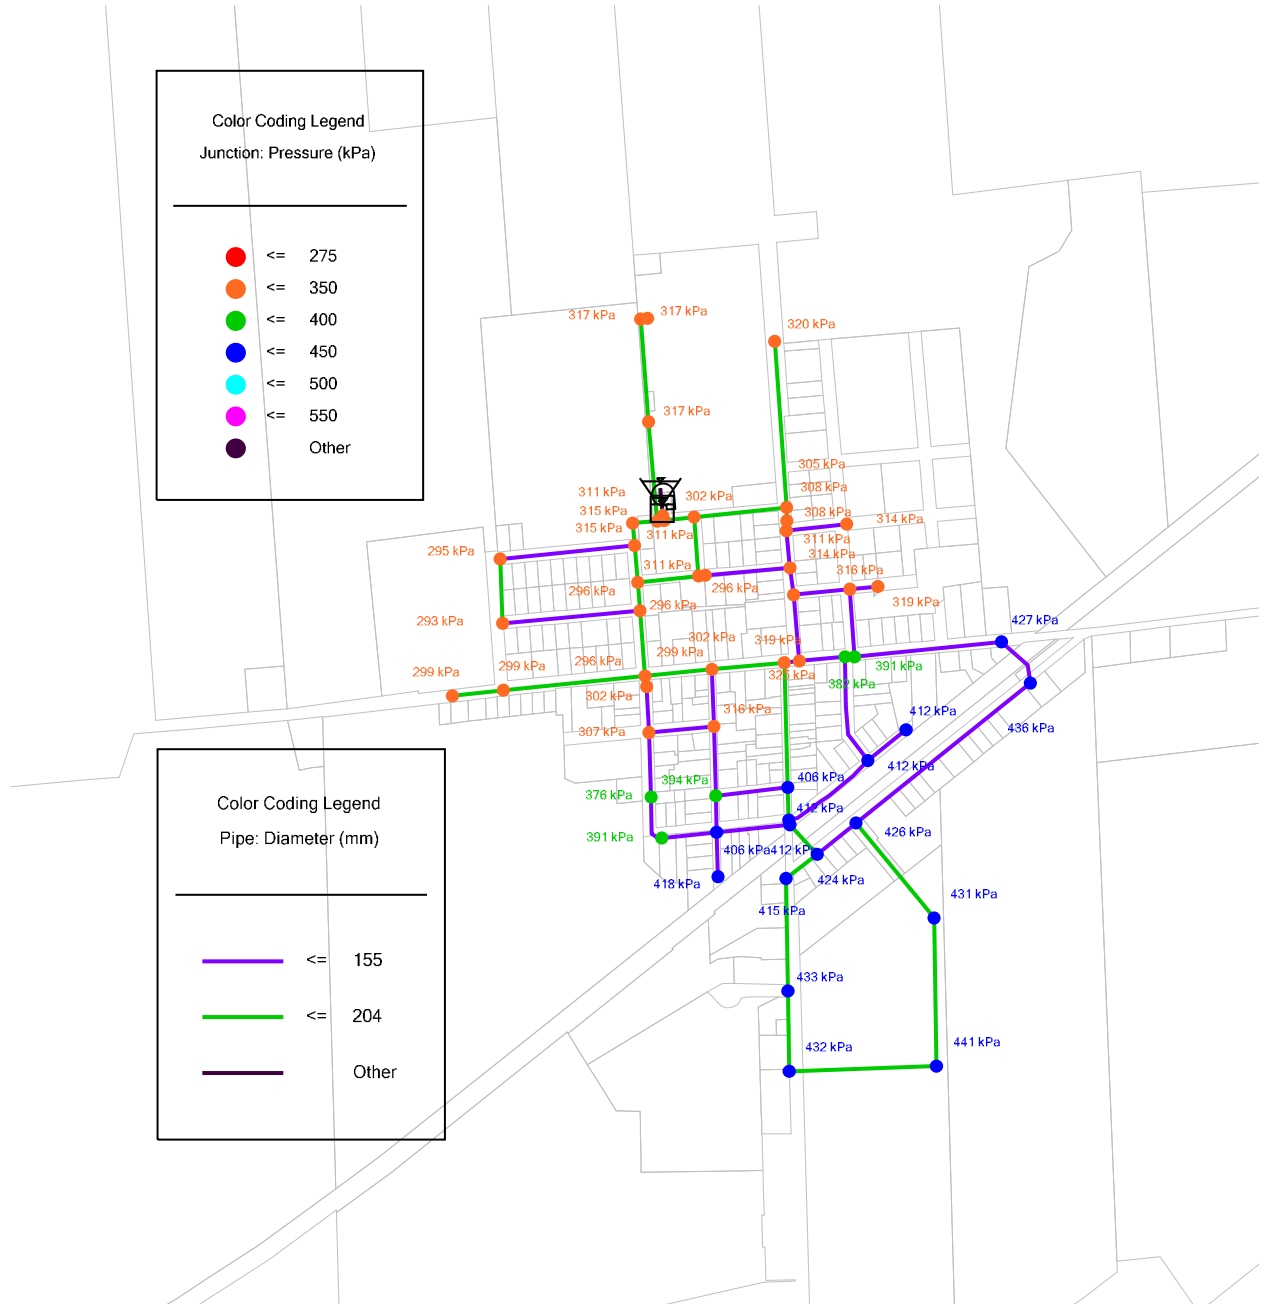 Color Coding Legend
Junction: Pressure (kPa)
<= 275
<= 350
<= 400
<= 450
<= 500
<= 550
Other
317 kPa
317 kPa
320 kPa
317 kPa
305 kPa
311 kPa
302 kPa
308 kPa
315 kPa
308 kPa
314 kPa
315 kPa
311 kPa
311 kPa
295 kPa
314 kPa
311 kPa
316 kPa
296 kPa
296 kPa
319 kPa
296 kPa
293 kPa
427 kPa
302 kPa
319 kPa
299 kPa
299 kPa
299 kPa
296 kPa
391 kPa
325 kPa
382 kPa
302 kPa
316 kPa
412 kPa
307 kPa
436 kPa
412 kPa
394 kPa
406 kPa
376 kPa
412 kPa
391 kPa
426 kPa
406 kPa
412 kPa
418 kPa
424 kPa
415 kPa
431 kPa
433 kPa
432 kPa
441 kPa
Color Coding Legend
Pipe: Diameter (mm)
<= 155
<= 204
Other